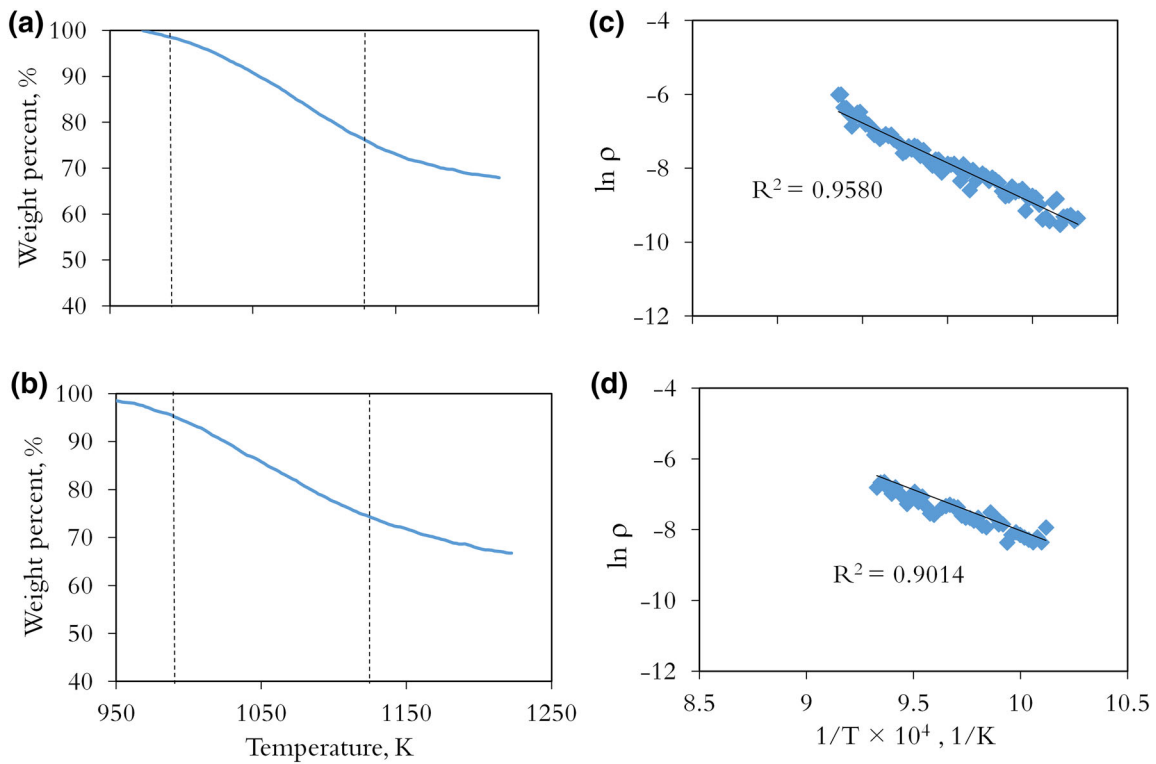 (a)
100
90
80
70
60
50
40
Weight percent, %
(c)
-4
-6
-8
-10
-12
ln ρ
R² = 0.9580
(b)
100
90
80
70
60
50
40
Weight percent, %
950 1050 1150 1250
Temperature, K
(d)
-4
-6
-8
-10
-12
ln ρ
R² = 0.9014
8.5 9 9.5 10 10.5
1/T × 10⁴ , 1/K